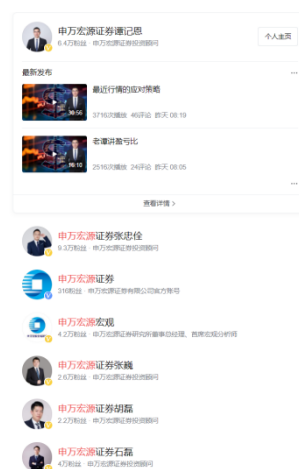 申万宏源证券谭记恩
6.4万粉丝 · 申万宏源证券投资顾问
个人主页
最新发布
最近行情的应对策略
10:56
3716次播放 46评论 昨天 08:19
老谭讲盈亏比
16:10
2516次播放 24评论 昨天 08:05
查看详情 >
申万宏源证券张忠佺
9.3万粉丝 · 申万宏源证券投资顾问
申万宏源证券
316粉丝 · 申万宏源证券有限公司官方账号
申万宏源宏观
4.2万粉丝 · 申万宏源证券研究所董事总经理、首席宏观分析师
申万宏源证券张巍
2.6万粉丝 · 申万宏源证券投资顾问
申万宏源证券胡磊
2.2万粉丝 · 申万宏源证券投资顾问
申万宏源证券石磊
4万粉丝 · 申万宏源证券投资顾问